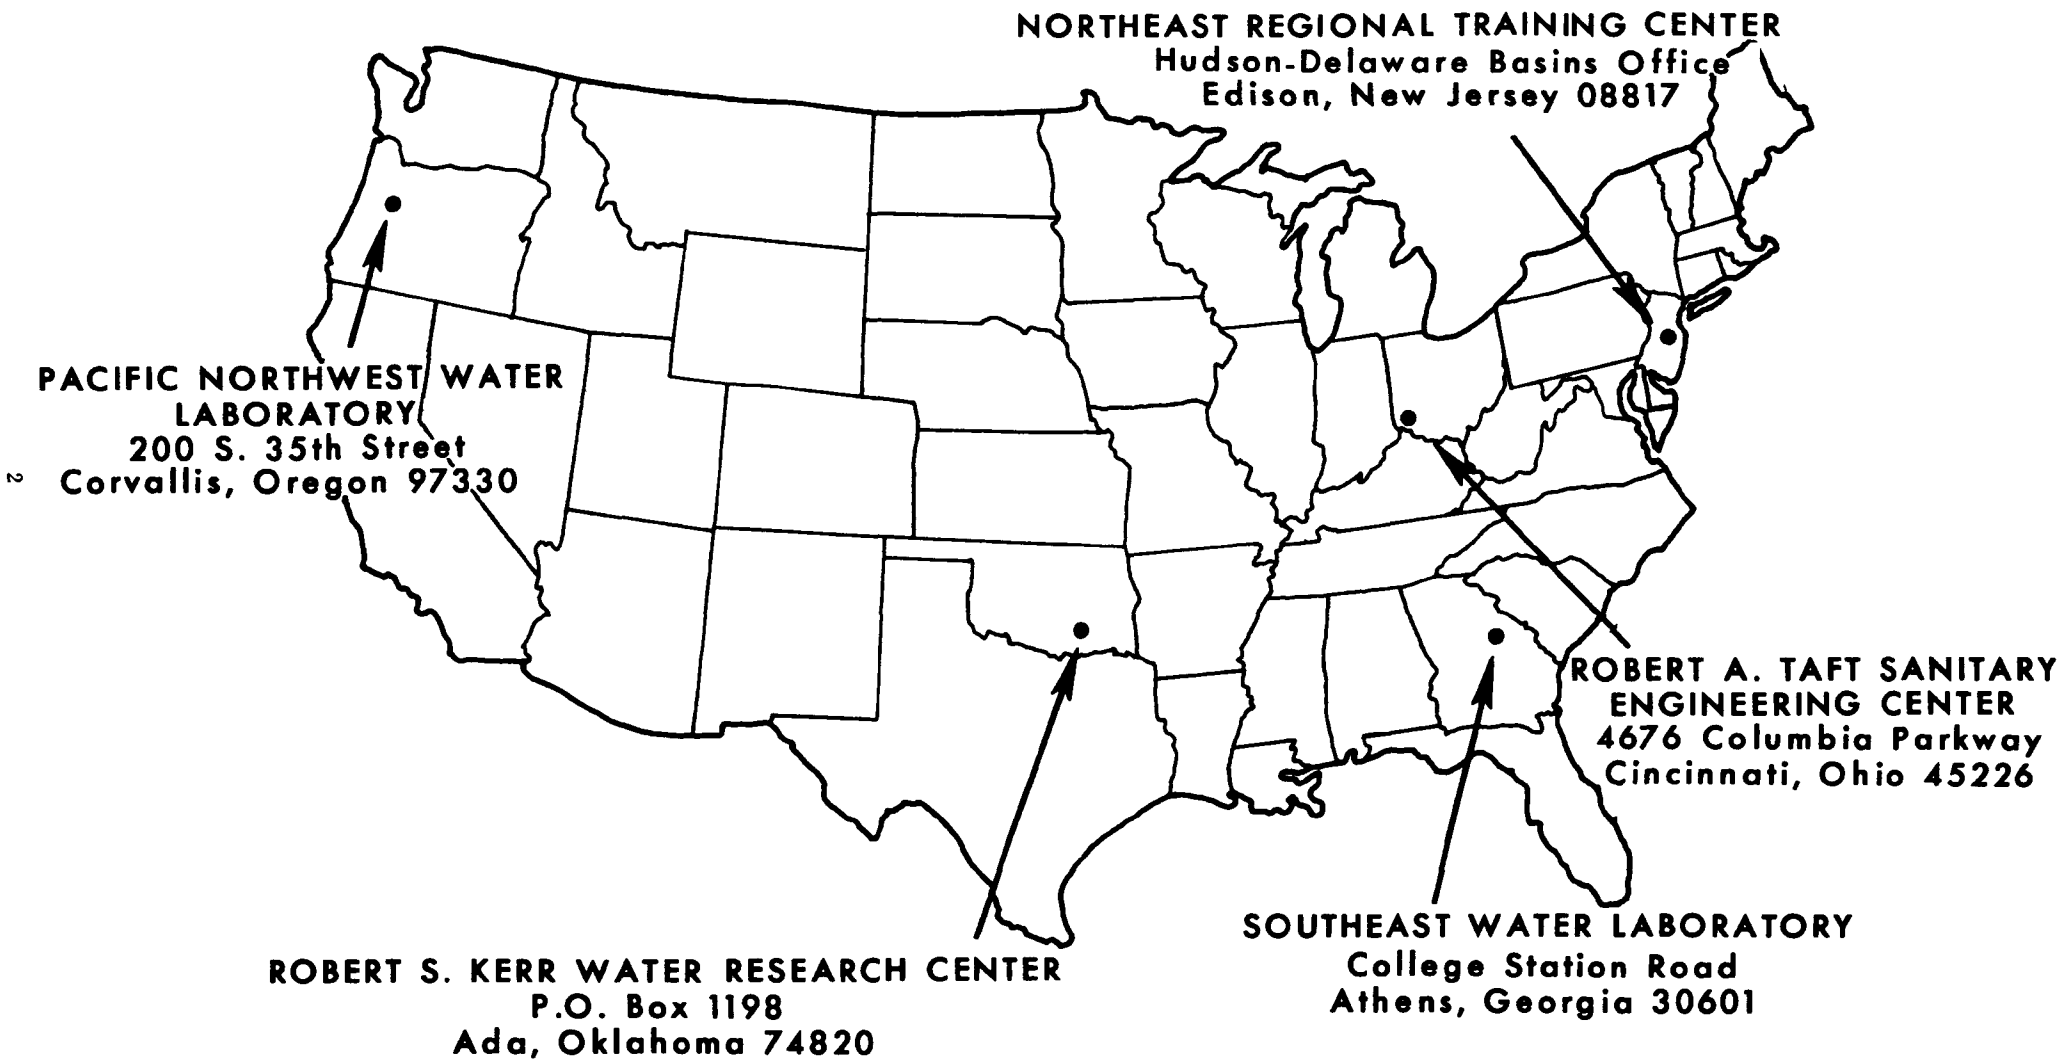 NORTHEAST REGIONAL TRAINING CENTER
Hudson-Delaware Basins Office
Edison, New Jersey 08817
PACIFIC NORTHWEST WATER
LABORATORY
200 S. 35th Street
Corvallis, Oregon 97330
2
ROBERT A. TAFT SANITARY
ENGINEERING CENTER
4676 Columbia Parkway
Cincinnati, Ohio 45226
SOUTHEAST WATER LABORATORY
College Station Road
Athens, Georgia 30601
ROBERT S. KERR WATER RESEARCH CENTER
P.O. Box 1198
Ada, Oklahoma 74820